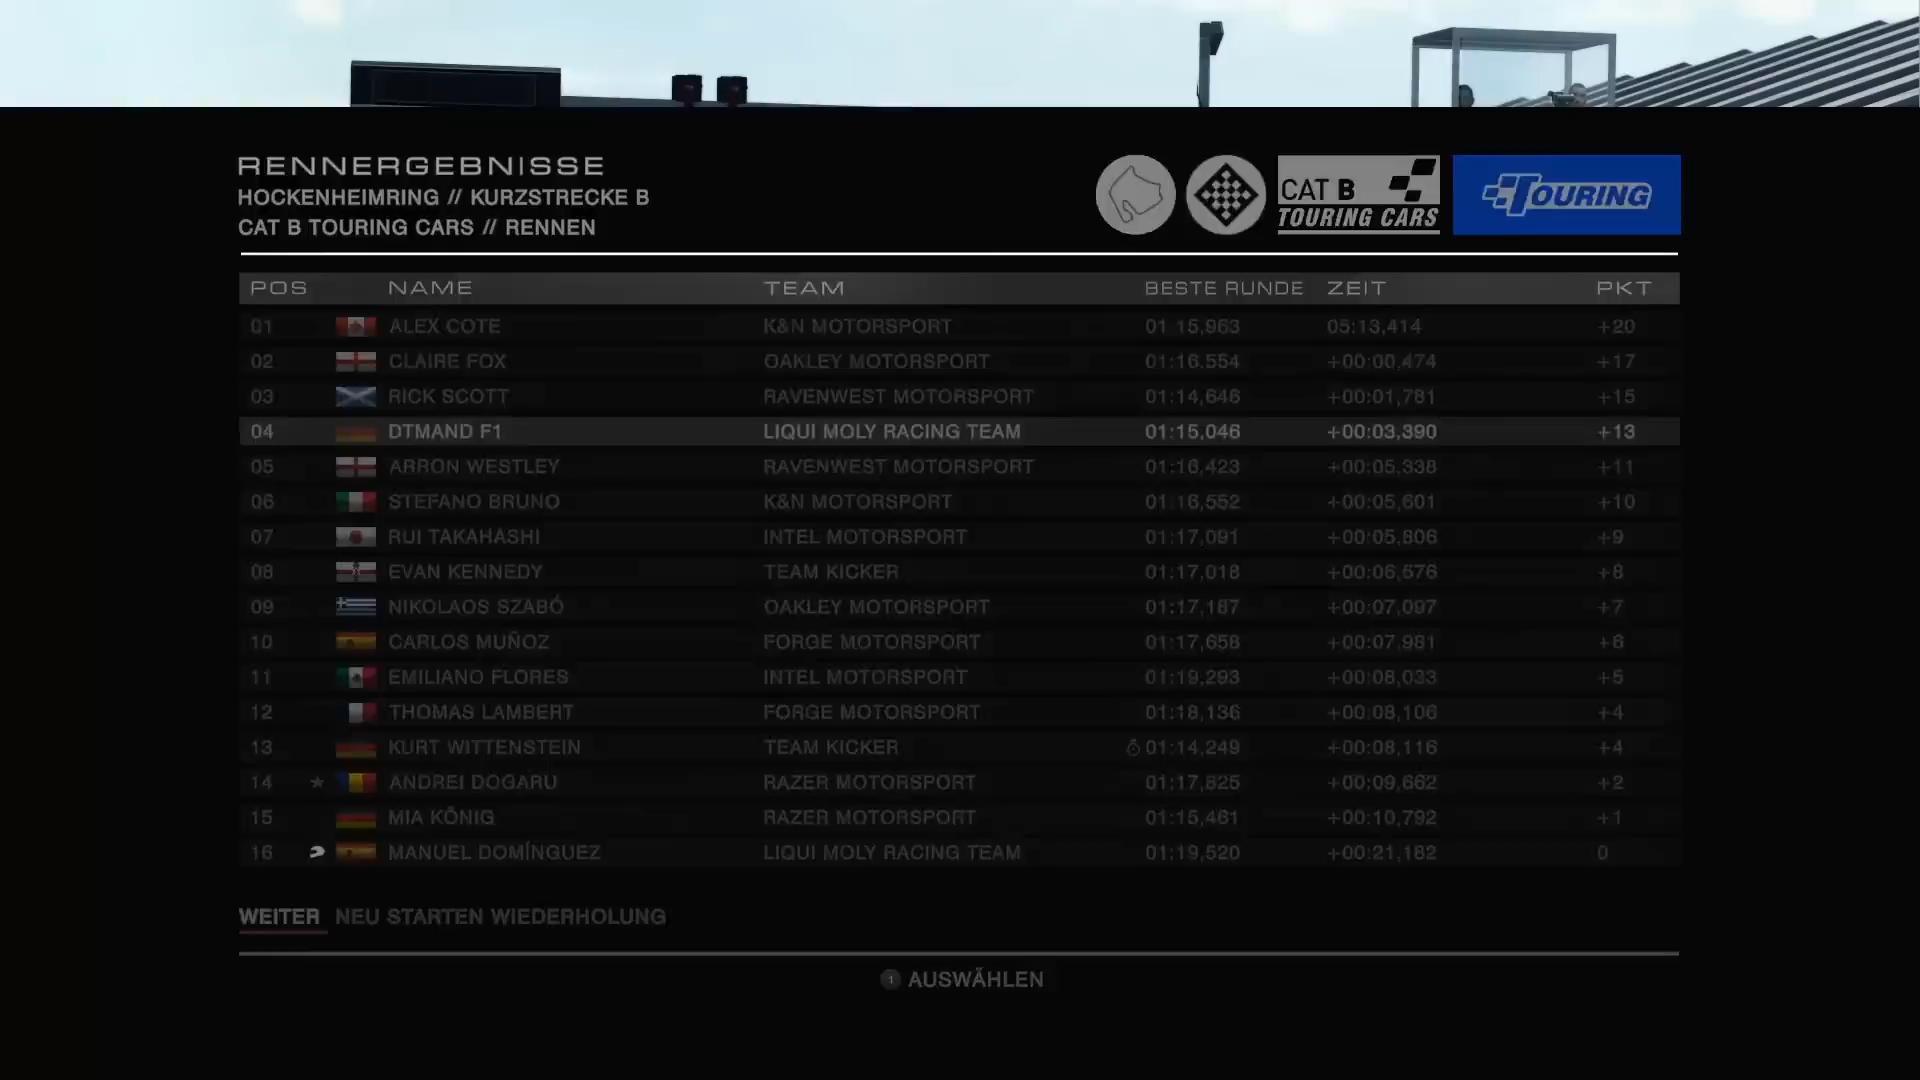 RENNERGEBNISSE
HOCKENHEIMRING // KURZSTRECKE B
CAT B TOURING CARS // RENNEN
CAT B
TOURING CARS
TOURING
POS NAME TEAM BESTE RUNDE ZEIT PKT
01 ALEX COTE K&N MOTORSPORT 01:15,963 05:13,414 +20
02 CLAIRE FOX OAKLEY MOTORSPORT 01:16,554 +00:00,474 +17
03 RICK SCOTT RAVENWEST MOTORSPORT 01:14,646 +00:01,781 +15
04 DTMAND F1 LIQUI MOLY RACING TEAM 01:15,046 +00:03,390 +13
05 ARRON WESTLEY RAVENWEST MOTORSPORT 01:16,423 +00:05,338 +11
06 STEFANO BRUNO K&N MOTORSPORT 01:16,552 +00:05,601 +10
07 RUI TAKAHASHI INTEL MOTORSPORT 01:17,091 +00:05,806 +9
08 EVAN KENNEDY TEAM KICKER 01:17,018 +00:06,576 +8
09 NIKOLAOS SZABÓ OAKLEY MOTORSPORT 01:17,187 +00:07,097 +7
10 CARLOS MUÑOZ FORGE MOTORSPORT 01:17,658 +00:07,981 +6
11 EMILIANO FLORES INTEL MOTORSPORT 01:19,293 +00:08,033 +5
12 THOMAS LAMBERT FORGE MOTORSPORT 01:18,136 +00:08,106 +4
13 KURT WITTENSTEIN TEAM KICKER 01:14,249 +00:08,116 +4
14 ANDREI DOGARU RAZER MOTORSPORT 01:17,825 +00:09,662 +2
15 MIA KÖNIG RAZER MOTORSPORT 01:15,461 +00:10,792 +1
16 MANUEL DOMÍNGUEZ LIQUI MOLY RACING TEAM 01:19,520 +00:21,182 0
WEITER NEU STARTEN WIEDERHOLUNG
1 AUSWÄHLEN